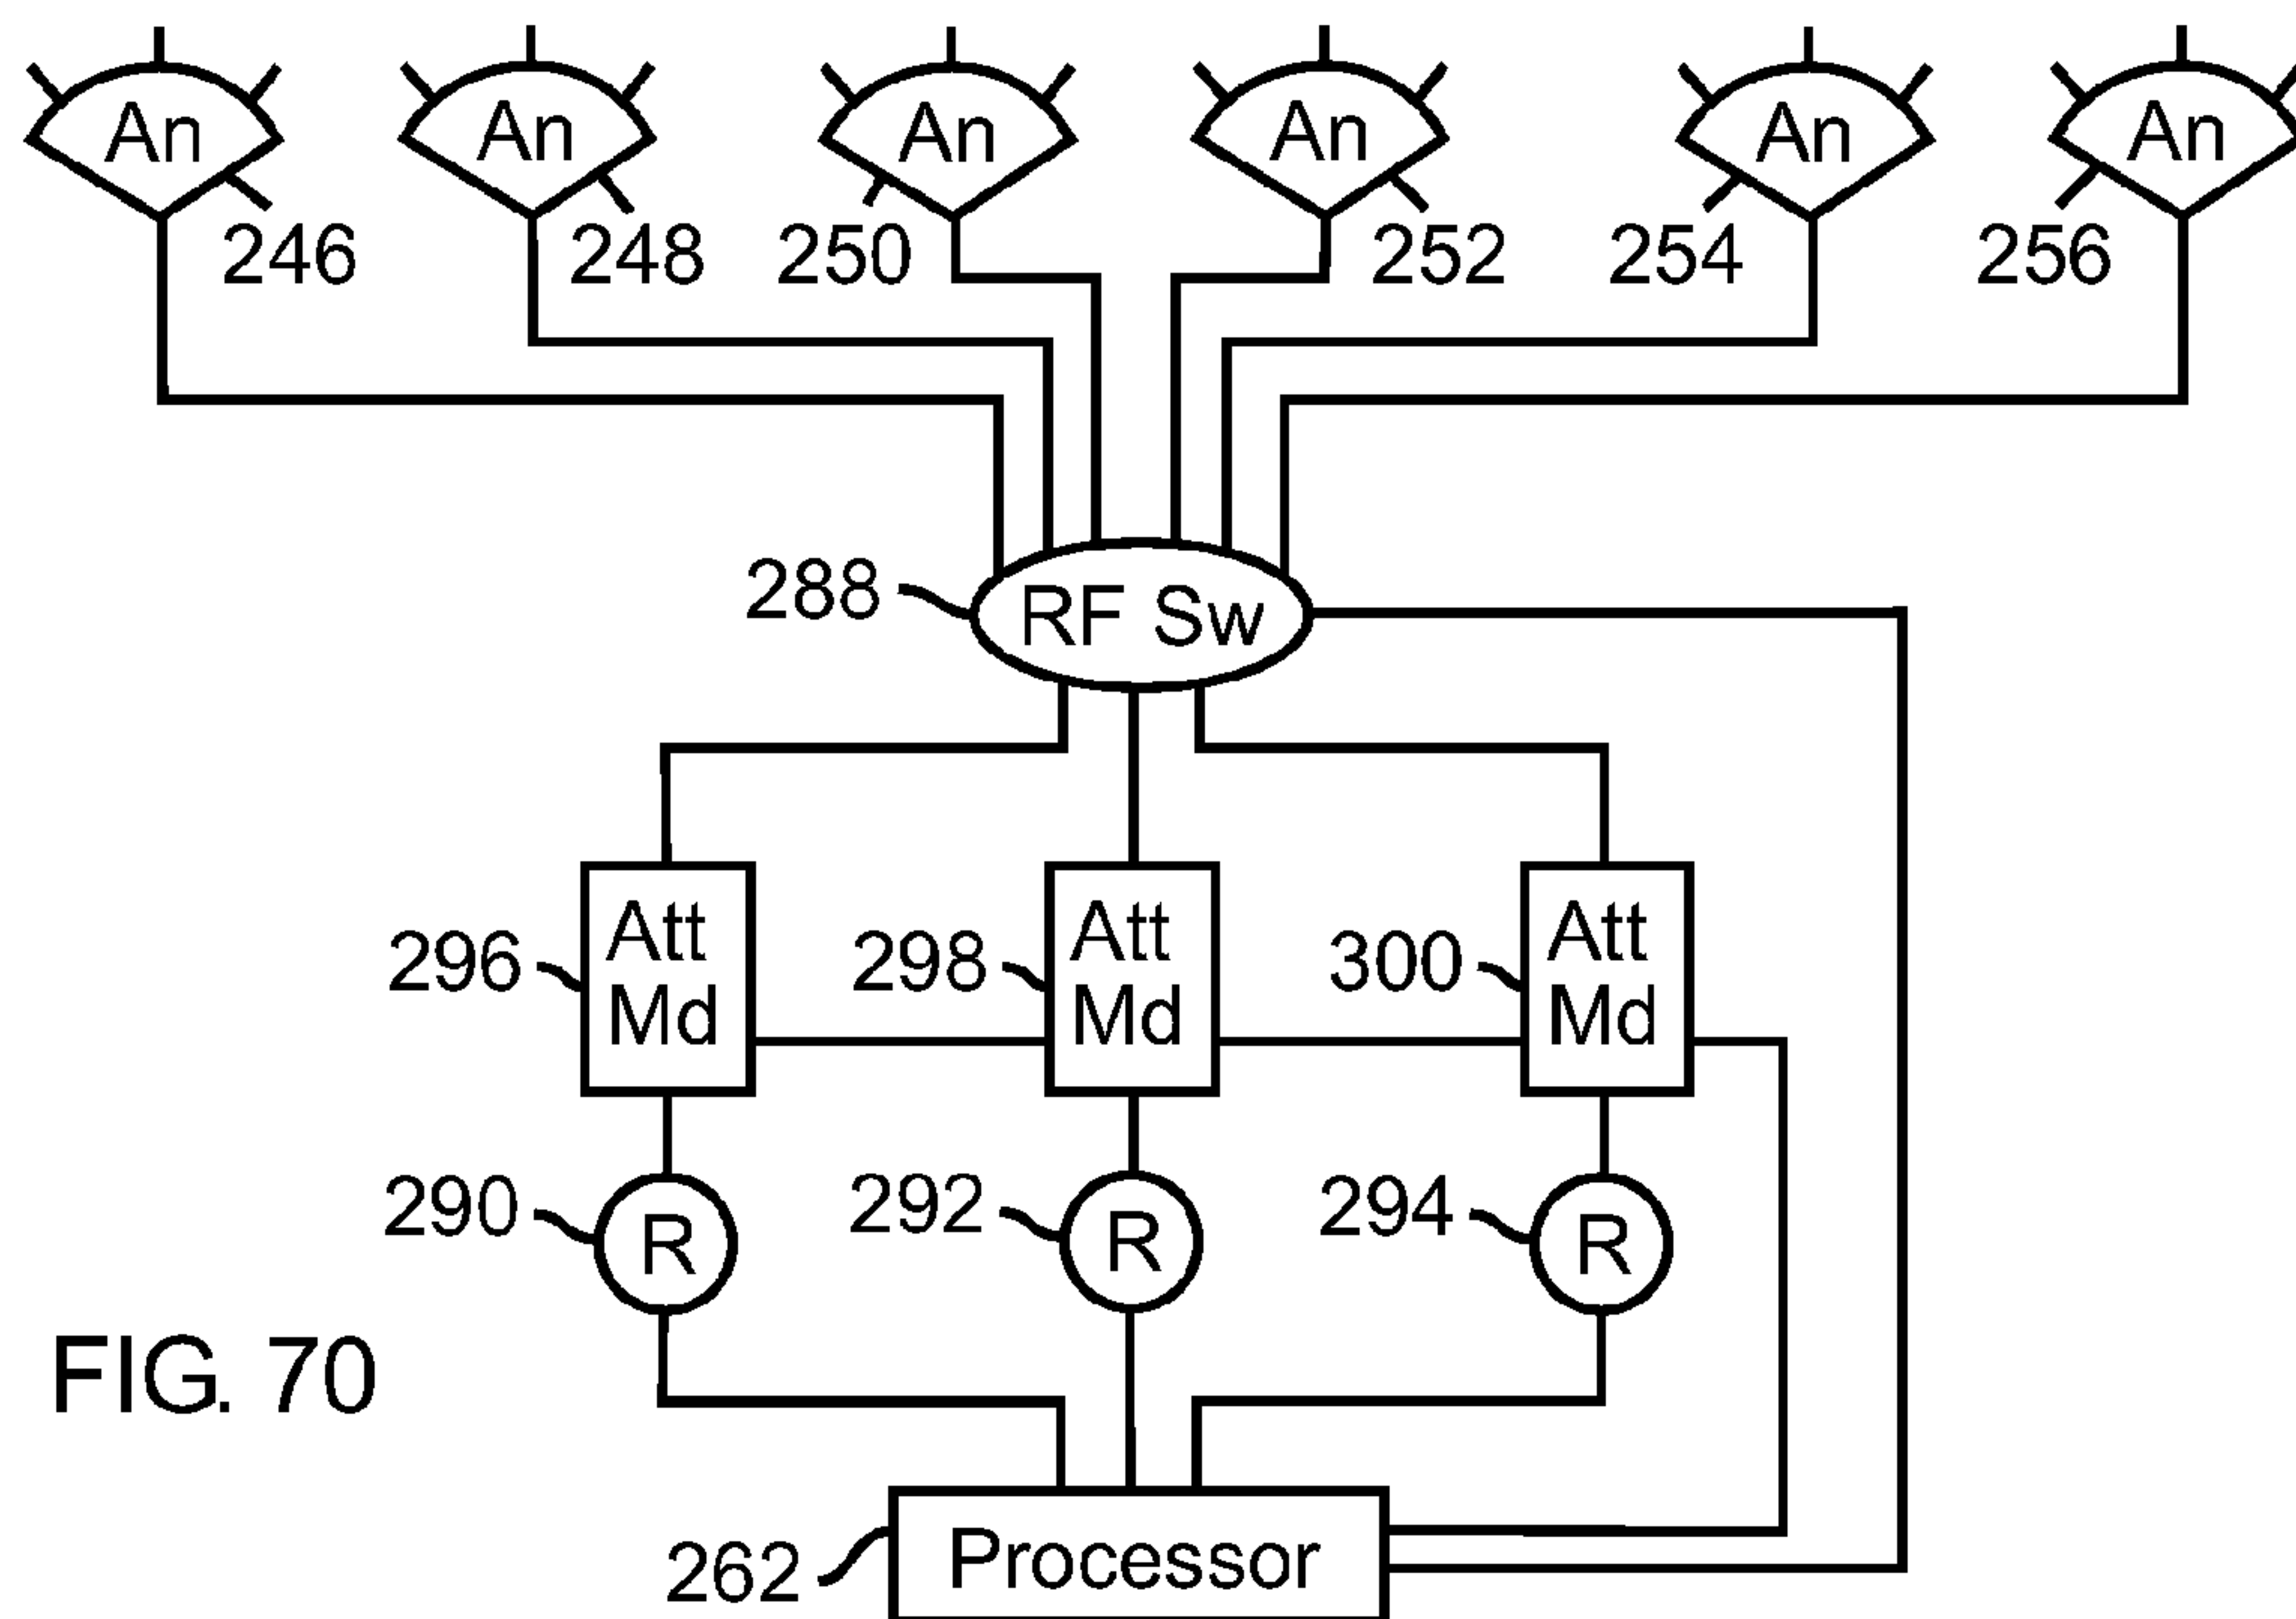 An An An An An An
246 248 250 252 254 256
288 RF Sw
Att Att Att
296 298 300
Md Md Md
290 R 292 R 294 R
FIG. 70
262 Processor